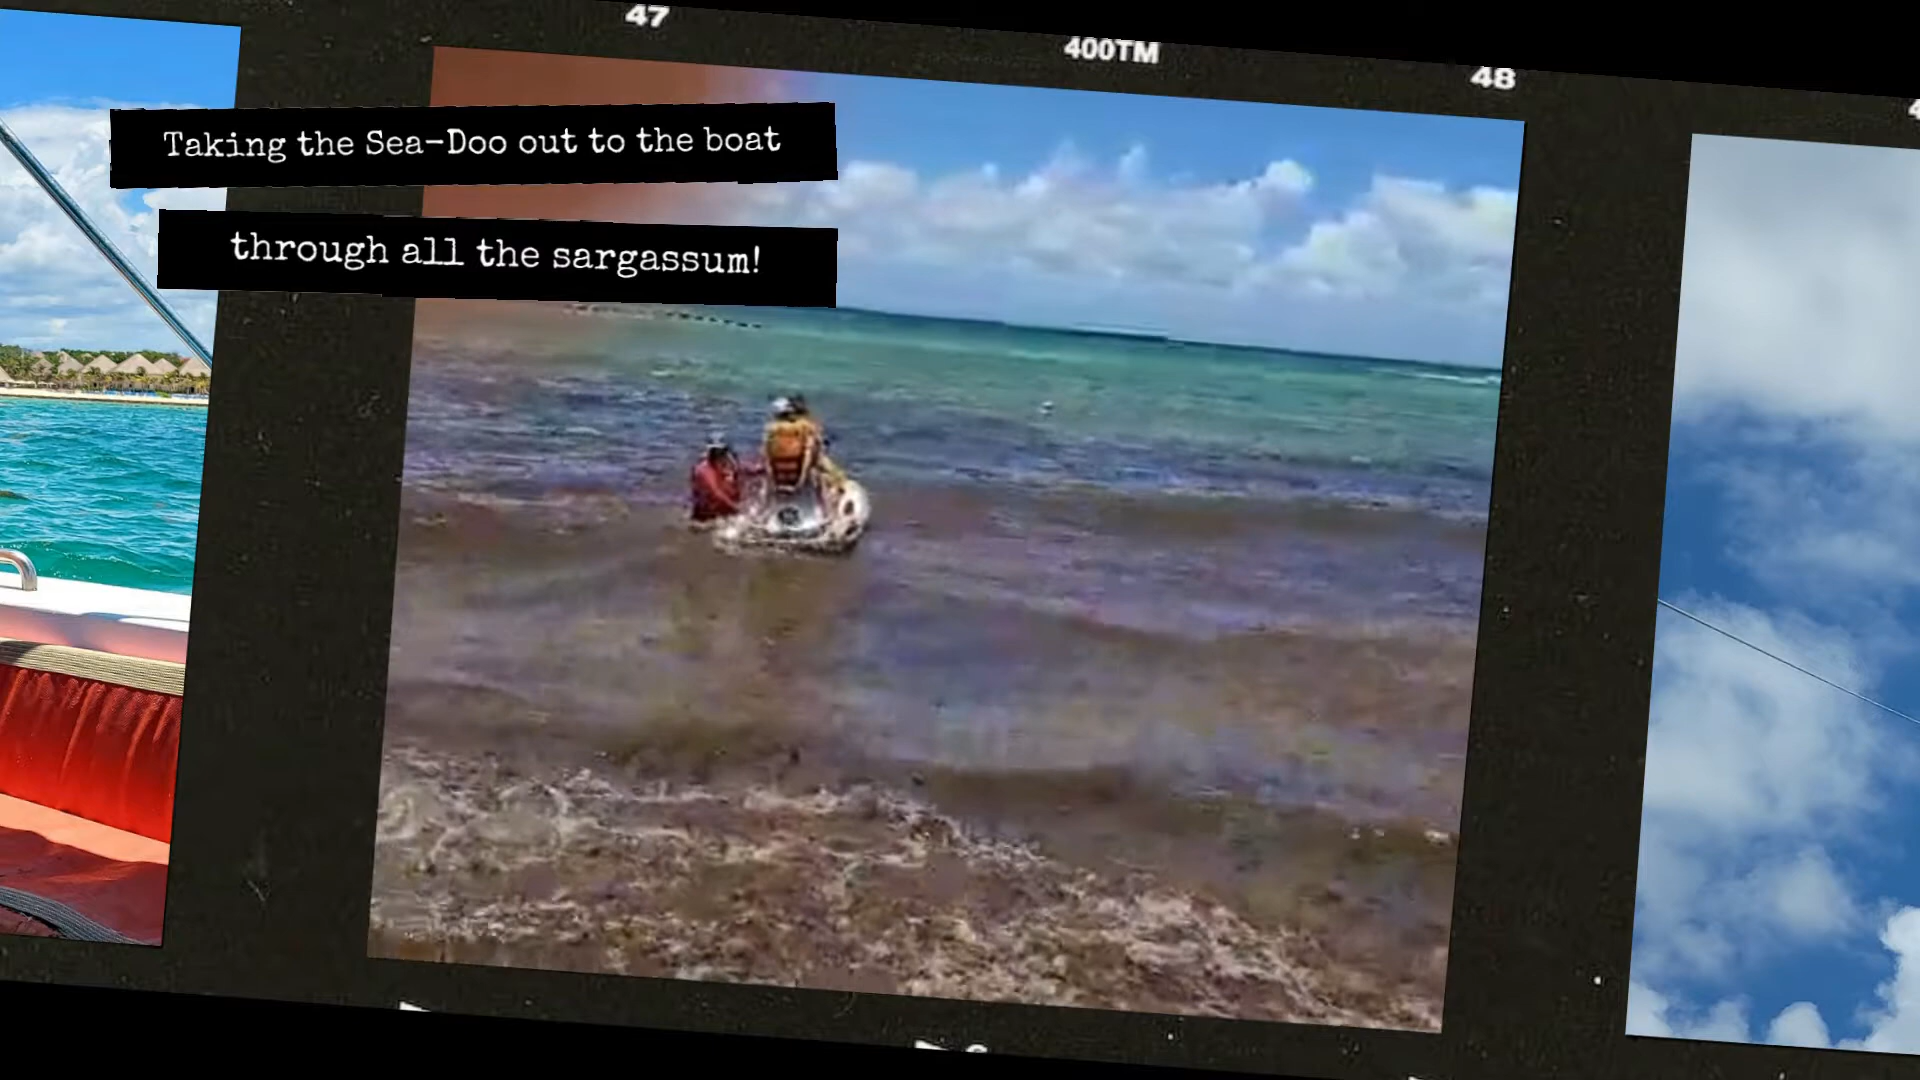 47
400TM
48
Taking the Sea-Doo out to the boat
through all the sargassum!